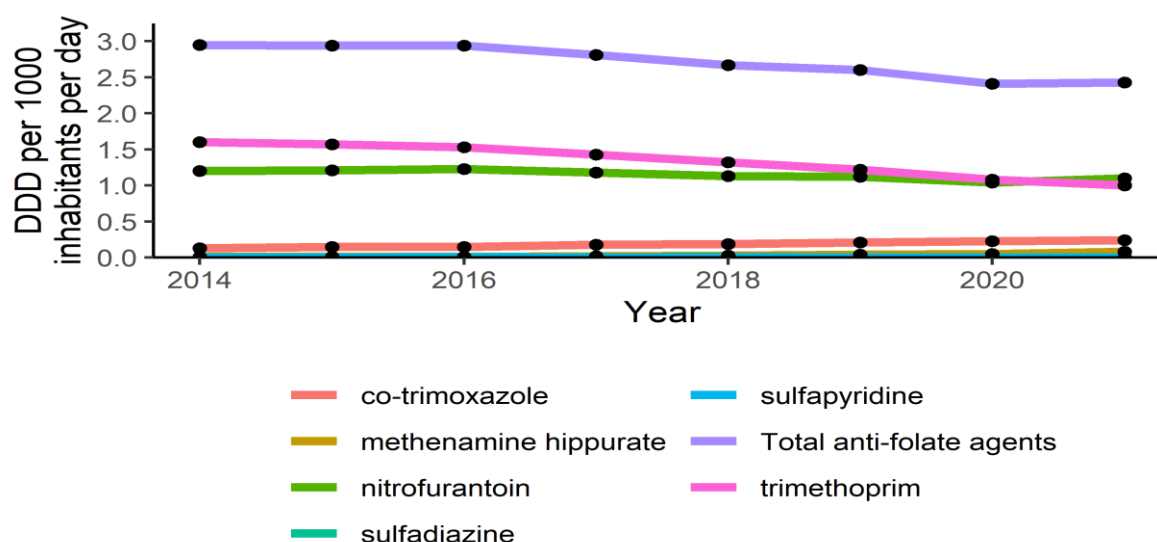 DDD per 1000
inhabitants per day
3.0
2.5
2.0
1.5
1.0
0.5
0.0
2014 2016 2018 2020
Year
co-trimoxazole
methenamine hippurate
nitrofurantoin
sulfadiazine
sulfapyridine
Total anti-folate agents
trimethoprim